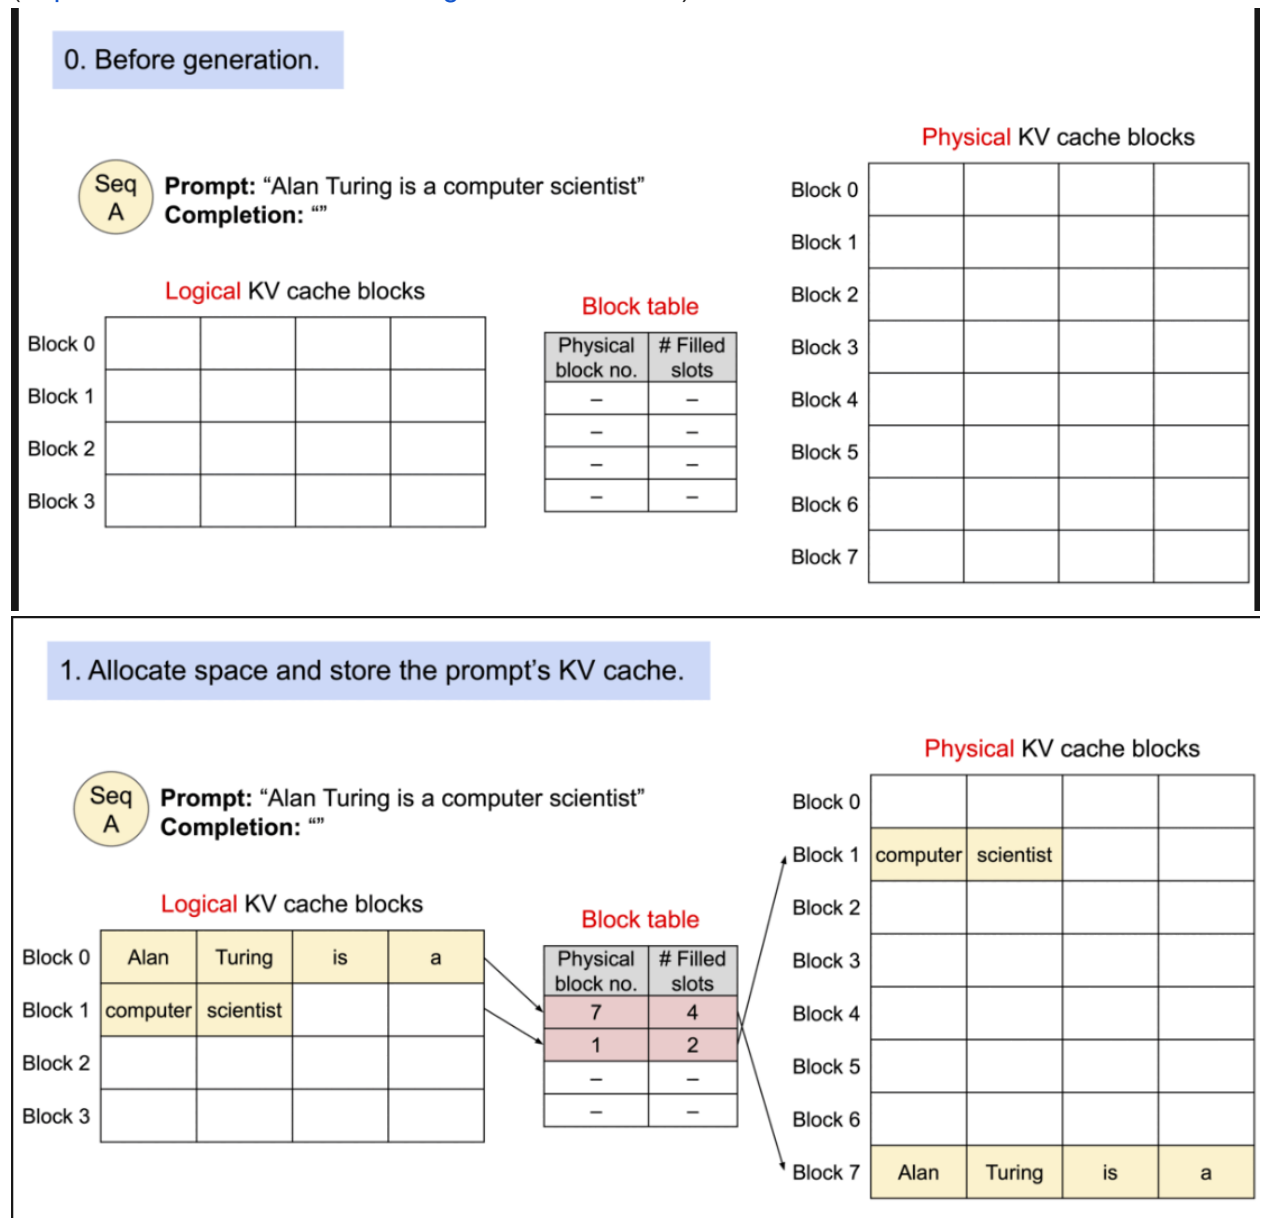 0. Before generation.
Physical KV cache blocks
Seq
A
Prompt: “Alan Turing is a computer scientist”
Completion: “”
Logical KV cache blocks
Block 0
Block 1
Block 2
Block 3
Block table
Physical block no. # Filled slots
– –
– –
– –
– –
Block 0
Block 1
Block 2
Block 3
Block 4
Block 5
Block 6
Block 7
1. Allocate space and store the prompt’s KV cache.
Physical KV cache blocks
Seq
A
Prompt: “Alan Turing is a computer scientist”
Completion: “”
Logical KV cache blocks
Block 0 Alan Turing is a
Block 1 computer scientist
Block 2
Block 3
Block table
Physical block no. # Filled slots
7 4
1 2
– –
– –
Block 0
Block 1 computer scientist
Block 2
Block 3
Block 4
Block 5
Block 6
Block 7 Alan Turing is a